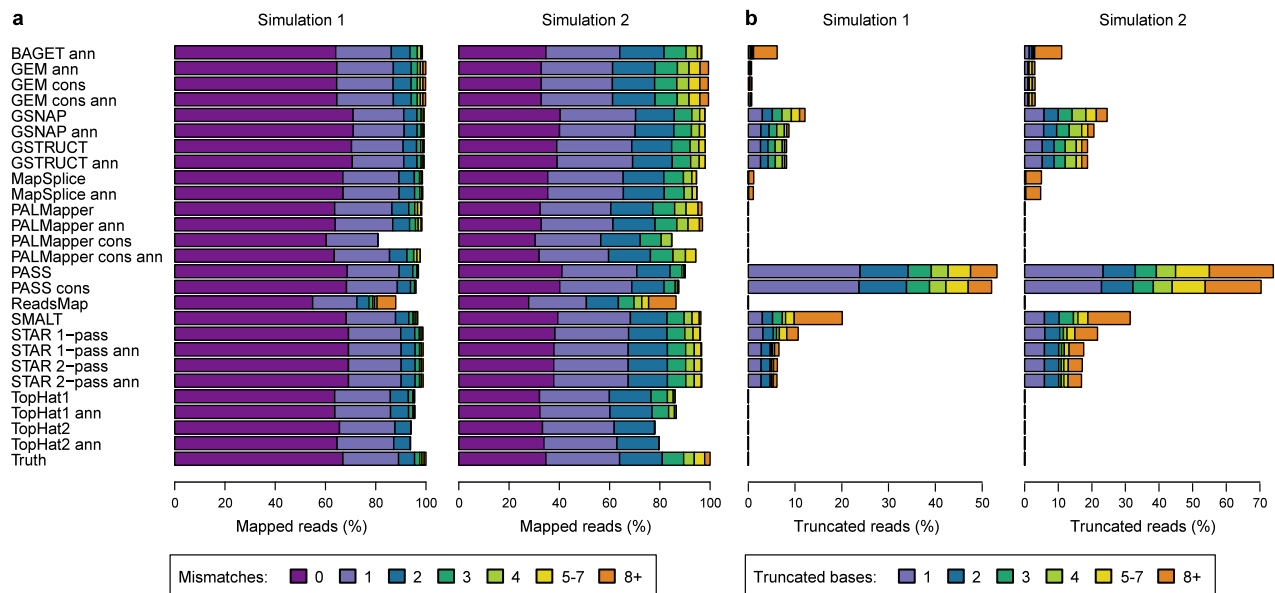 a
Simulation 1
Simulation 2
b
Simulation 1
Simulation 2
BAGET ann
GEM ann
GEM cons
GEM cons ann
GSNAP
GSNAP ann
GSTRUCT
GSTRUCT ann
MapSplice
MapSplice ann
PALMapper
PALMapper ann
PALMapper cons
PALMapper cons ann
PASS
PASS cons
ReadsMap
SMALT
STAR 1−pass
STAR 1−pass ann
STAR 2−pass
STAR 2−pass ann
TopHat1
TopHat1 ann
TopHat2
TopHat2 ann
Truth
0 20 40 60 80 100
0 20 40 60 80 100
0 10 20 30 40 50
0 10 20 30 40 50 60 70
Mapped reads (%)
Mapped reads (%)
Truncated reads (%)
Truncated reads (%)
Mismatches: 0 1 2 3 4 5-7 8+
Truncated bases: 1 2 3 4 5-7 8+